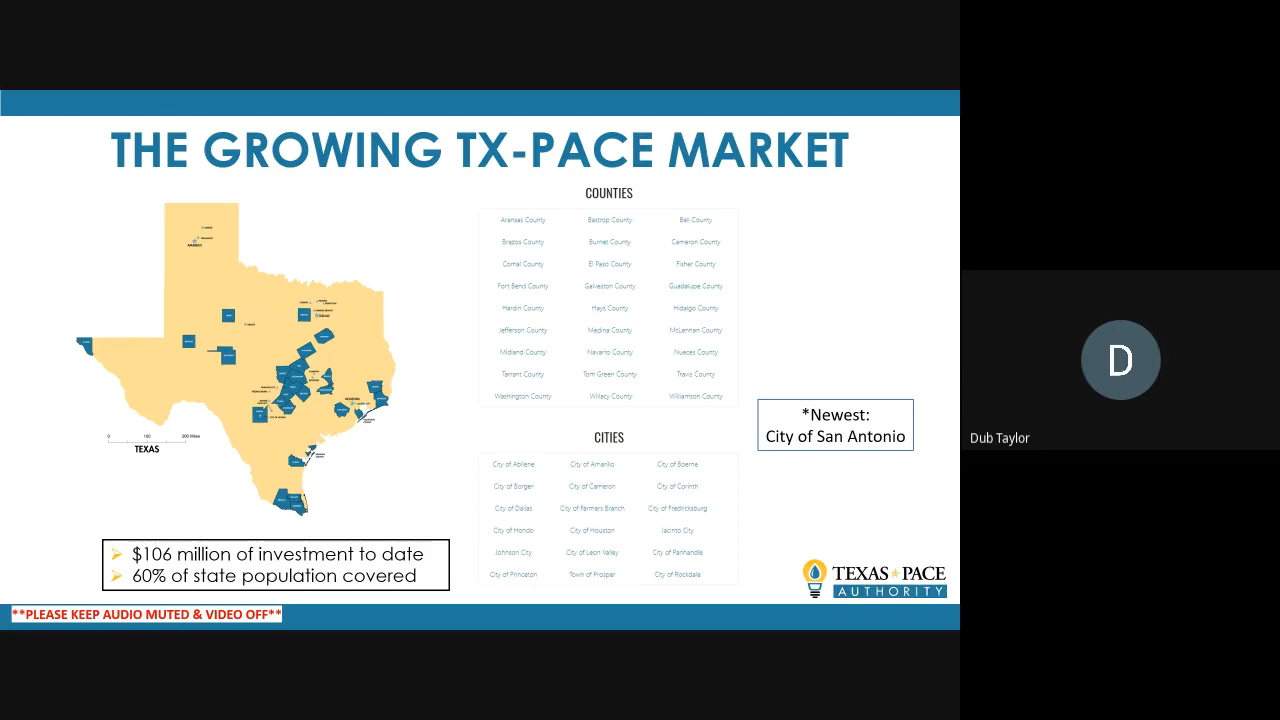 THE GROWING TX-PACE MARKET
COUNTIES
Aransas County Bastrop County Bell County
Brazos County Burnet County Cameron County
Comal County El Paso County Fisher County
Fort Bend County Galveston County Guadalupe County
Hardin County Hays County Hidalgo County
Jefferson County Medina County McLennan County
Midland County Navarro County Nueces County
Tarrant County Tom Green County Travis County
Washington County Willacy County Williamson County
CITIES
City of Abilene City of Amarillo City of Boerne
City of Borger City of Cameron City of Corinth
City of Dallas City of Farmers Branch City of Fredericksburg
City of Hondo City of Houston Jacinto City
Johnson City City of Leon Valley City of Panhandle
City of Princeton Town of Prosper City of Rockdale
*Newest:
City of San Antonio
AMARILLO
DALLAS
HOUSTON
0 100 200 Miles
TEXAS
$106 million of investment to date
60% of state population covered
TEXAS PACE
AUTHORITY
**PLEASE KEEP AUDIO MUTED & VIDEO OFF**
D
Dub Taylor